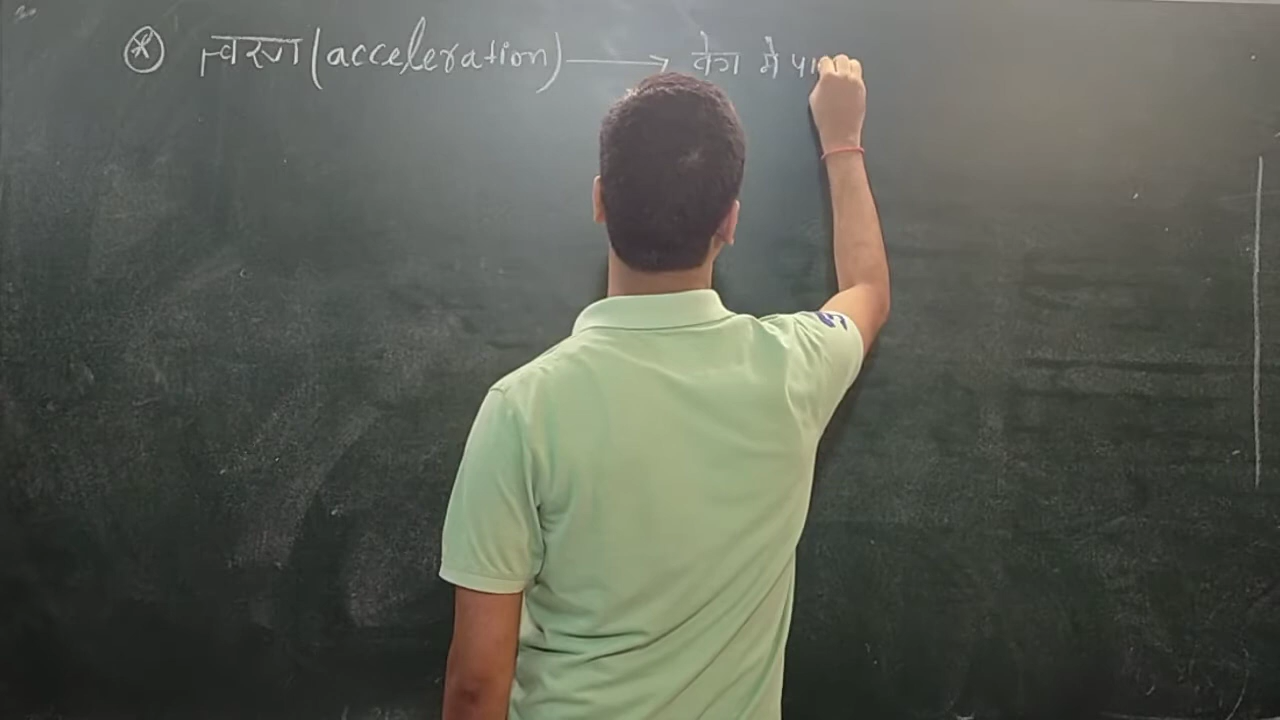 * त्वरण (acceleration) → वेग में